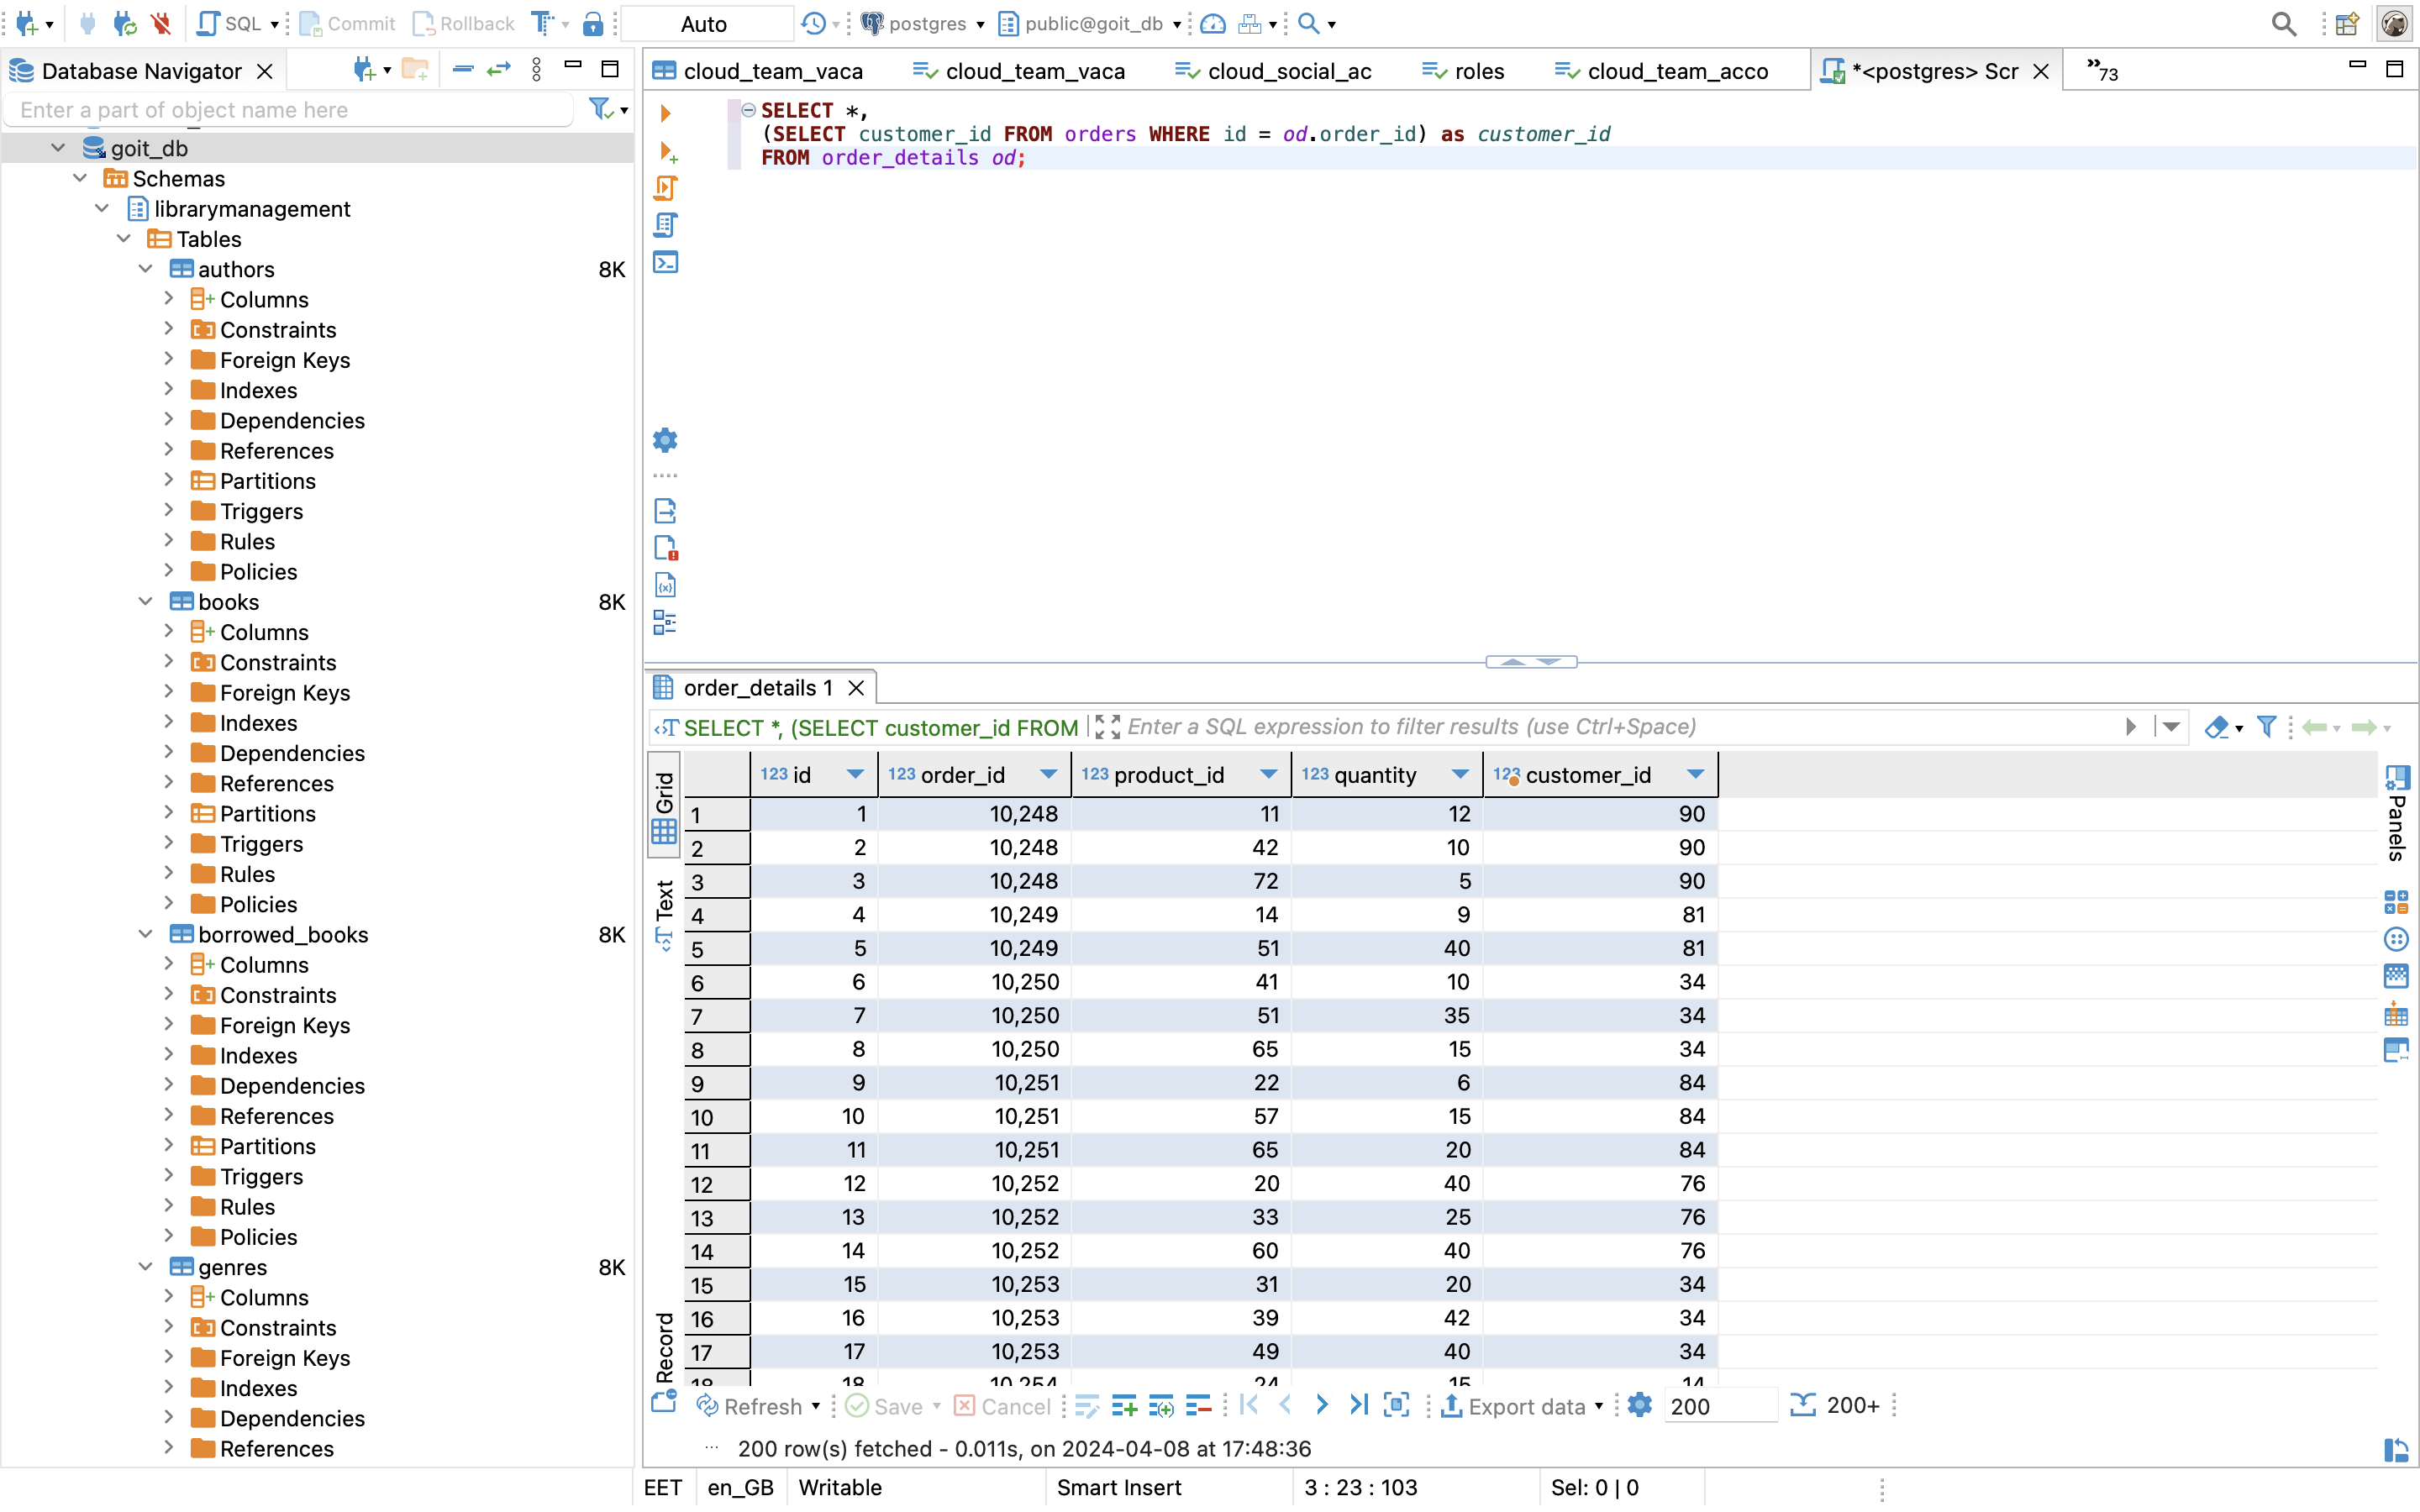 SQL Commit Rollback Auto postgres public@goit_db
Database Navigator
Enter a part of object name here
goit_db
Schemas
librarymanagement
Tables
authors 8K
Columns
Constraints
Foreign Keys
Indexes
Dependencies
References
Partitions
Triggers
Rules
Policies
books 8K
Columns
Constraints
Foreign Keys
Indexes
Dependencies
References
Partitions
Triggers
Rules
Policies
borrowed_books 8K
Columns
Constraints
Foreign Keys
Indexes
Dependencies
References
Partitions
Triggers
Rules
Policies
genres 8K
Columns
Constraints
Foreign Keys
Indexes
Dependencies
References
cloud_team_vaca cloud_team_vaca cloud_social_ac roles cloud_team_acco *<postgres> Scr »73
SELECT *,
(SELECT customer_id FROM orders WHERE id = od.order_id) as customer_id
FROM order_details od;
order_details 1
SELECT *, (SELECT customer_id FROM Enter a SQL expression to filter results (use Ctrl+Space)
Grid
Text
Record
Panels
123 id 123 order_id 123 product_id 123 quantity 123 customer_id
1 1 10,248 11 12 90
2 2 10,248 42 10 90
3 3 10,248 72 5 90
4 4 10,249 14 9 81
5 5 10,249 51 40 81
6 6 10,250 41 10 34
7 7 10,250 51 35 34
8 8 10,250 65 15 34
9 9 10,251 22 6 84
10 10 10,251 57 15 84
11 11 10,251 65 20 84
12 12 10,252 20 40 76
13 13 10,252 33 25 76
14 14 10,252 60 40 76
15 15 10,253 31 20 34
16 16 10,253 39 42 34
17 17 10,253 49 40 34
18 18 10,254 24 15 14
Refresh Save Cancel Export data 200 200+
200 row(s) fetched - 0.011s, on 2024-04-08 at 17:48:36
EET en_GB Writable Smart Insert 3 : 23 : 103 Sel: 0 | 0